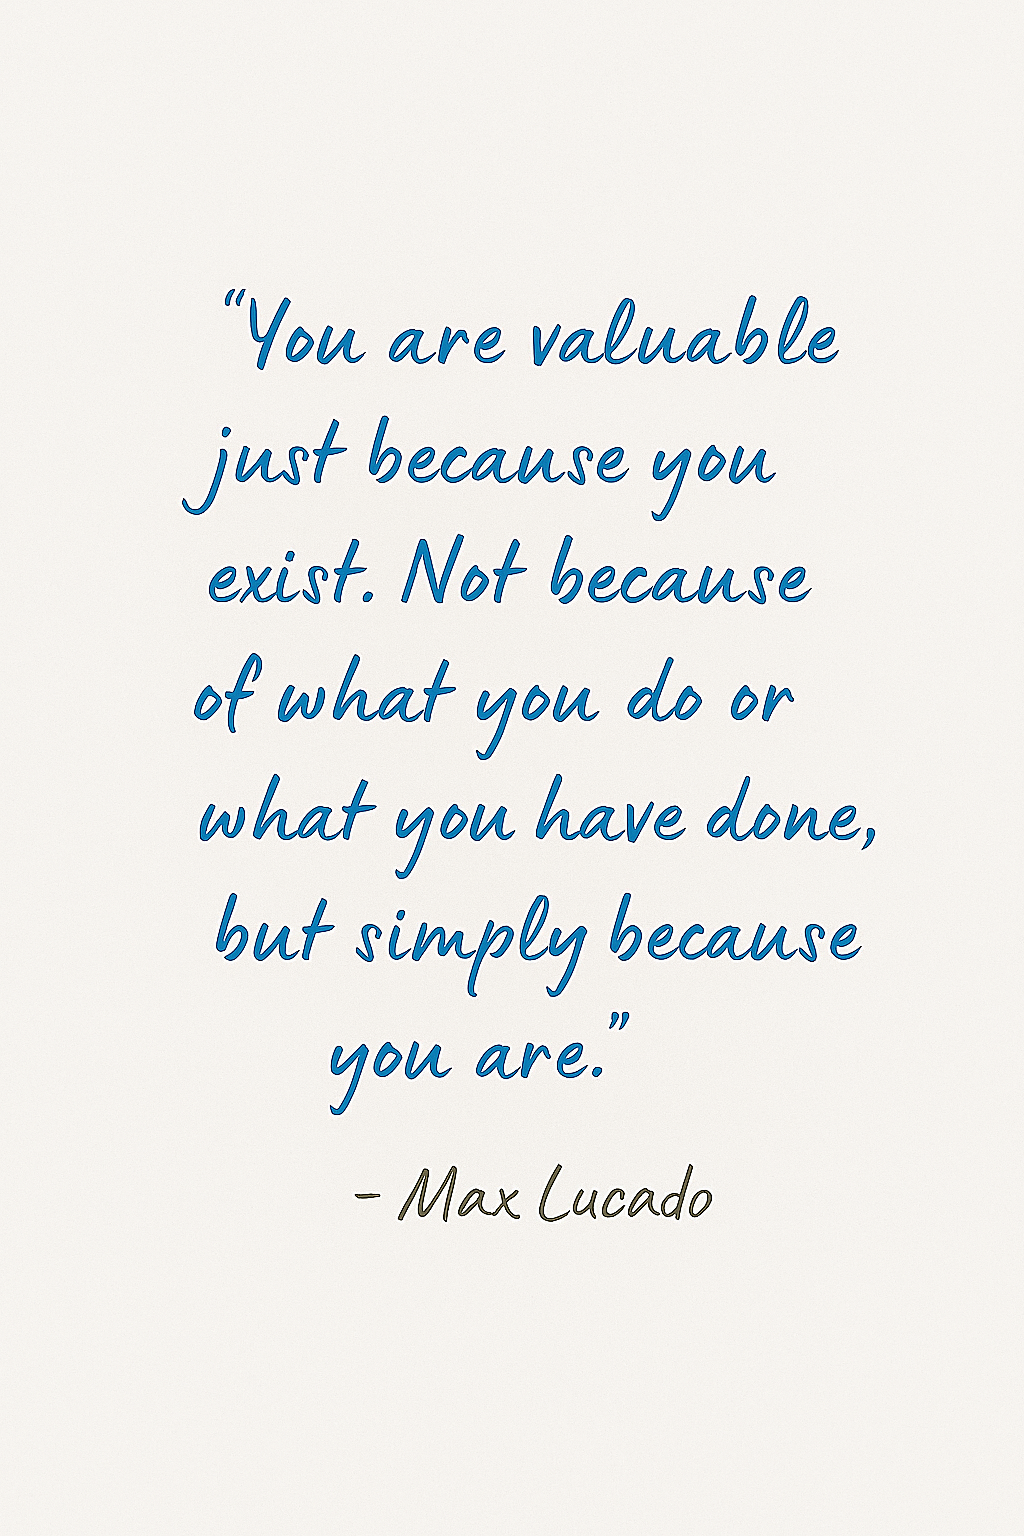 “You are valuable
just because you
exist. Not because
of what you do or
what you have done,
but simply because
you are.”
- Max Lucado